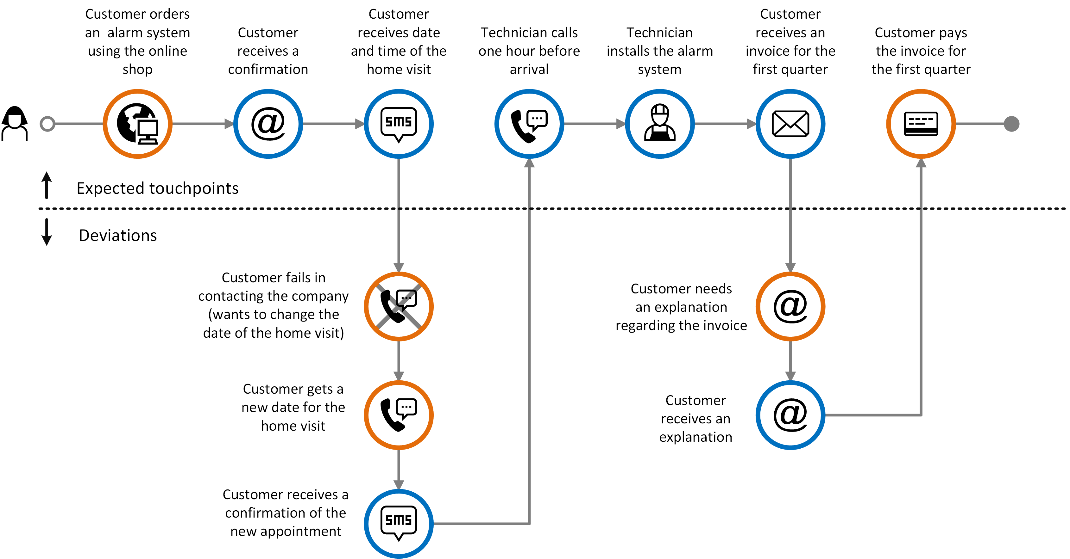 Customer orders
an alarm system
using the online
shop
Customer
receives a
confirmation
Customer
receives date
and time of the
home visit
Technician calls
one hour before
arrival
Technician
installs the alarm
system
Customer
receives an
invoice for the
first quarter
Customer pays
the invoice for
the first quarter
@
sms
Expected touchpoints
Deviations
Customer fails in
contacting the company
(wants to change the
date of the home visit)
Customer needs
an explanation
regarding the invoice
@
Customer gets a
new date for the
home visit
Customer
receives an
explanation
@
Customer receives a
confirmation of the
new appointment
sms